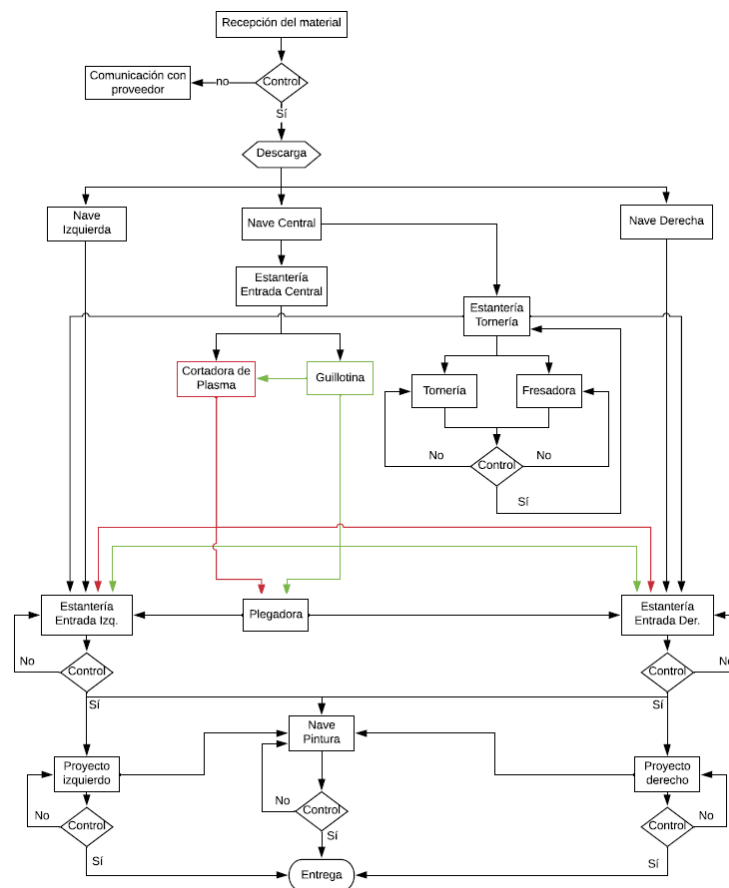 Recepción del material
Comunicación con
proveedor
no
Control
Sí
Descarga
Nave
Izquierda
Nave Central
Nave Derecha
Estantería
Entrada Central
Estantería
Tornería
Cortadora de
Plasma
Guillotina
Tornería
Fresadora
No
Control
No
Sí
Estantería
Entrada Izq.
Plegadora
Estantería
Entrada Der.
No
Control
Control
No
Sí
Sí
Nave
Pintura
Proyecto
izquierdo
Proyecto
derecho
No
Control
No
Control
Control
No
Sí
Sí
Sí
Entrega